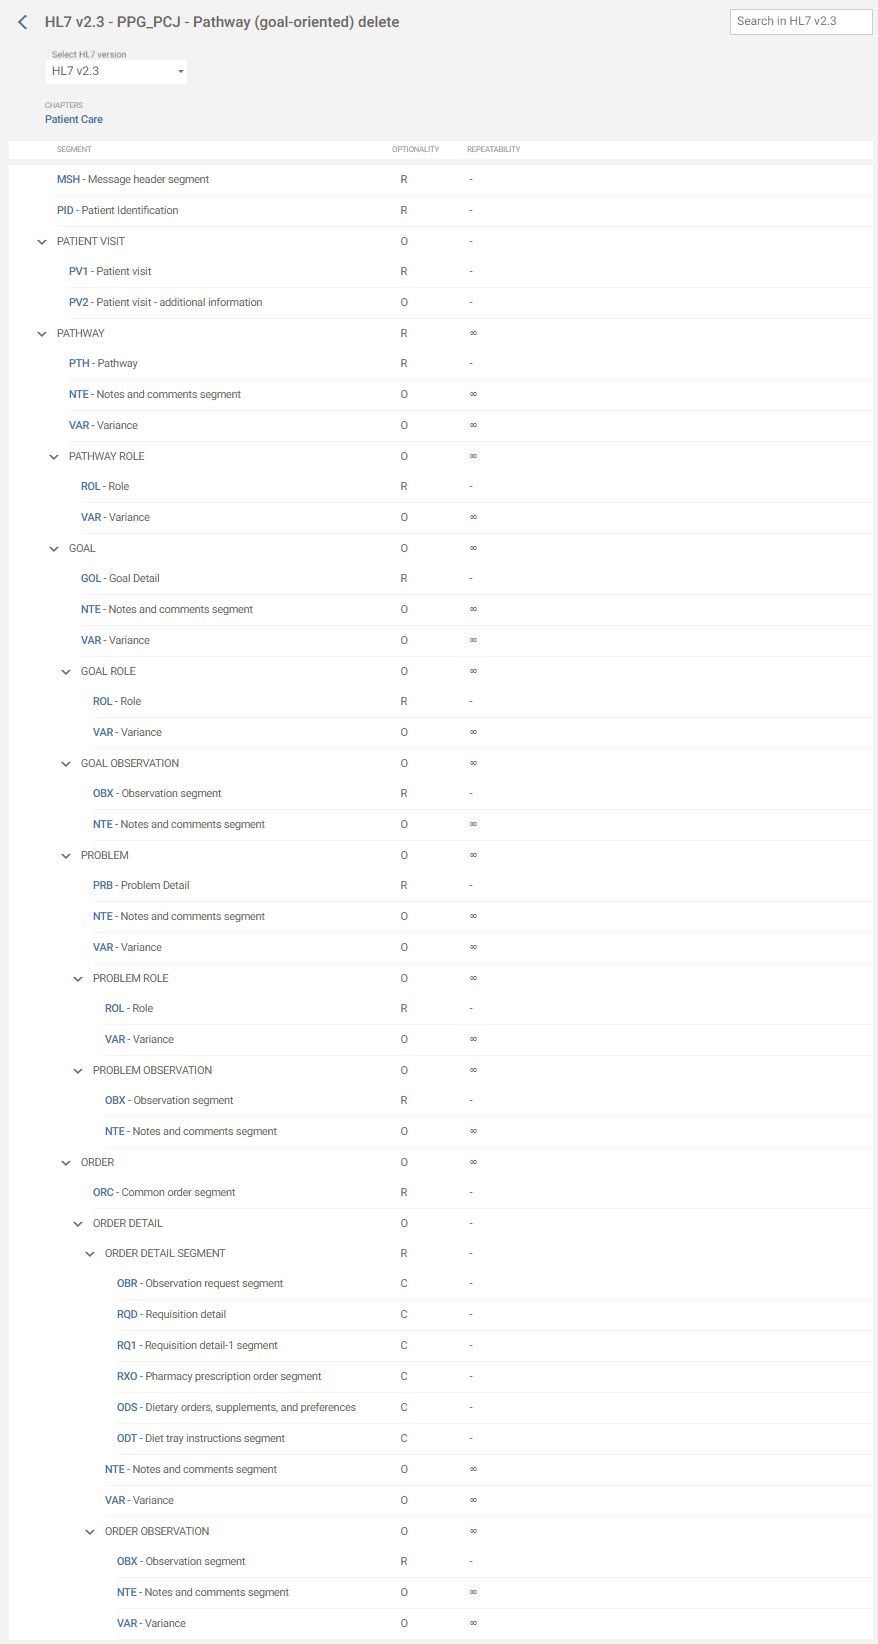 HL7 v2.3 - PPG_PCJ - Pathway (goal-oriented) delete
Search in HL7 v2.3
Select HL7 version
HL7 v2.3
CHAPTERS
Patient Care
SEGMENT OPTIONALITY REPEATABILITY
MSH - Message header segment R -
PID - Patient Identification R -
PATIENT VISIT O -
PV1 - Patient visit R -
PV2 - Patient visit - additional information O -
PATHWAY R ∞
PTH - Pathway R -
NTE - Notes and comments segment O ∞
VAR - Variance O ∞
PATHWAY ROLE O ∞
ROL - Role R -
VAR - Variance O ∞
GOAL O ∞
GOL - Goal Detail R -
NTE - Notes and comments segment O ∞
VAR - Variance O ∞
GOAL ROLE O ∞
ROL - Role R -
VAR - Variance O ∞
GOAL OBSERVATION O ∞
OBX - Observation segment R -
NTE - Notes and comments segment O ∞
PROBLEM O ∞
PRB - Problem Detail R -
NTE - Notes and comments segment O ∞
VAR - Variance O ∞
PROBLEM ROLE O ∞
ROL - Role R -
VAR - Variance O ∞
PROBLEM OBSERVATION O ∞
OBX - Observation segment R -
NTE - Notes and comments segment O ∞
ORDER O ∞
ORC - Common order segment R -
ORDER DETAIL O -
ORDER DETAIL SEGMENT R -
OBR - Observation request segment C -
RQD - Requisition detail C -
RQ1 - Requisition detail-1 segment C -
RXO - Pharmacy prescription order segment C -
ODS - Dietary orders, supplements, and preferences C -
ODT - Diet tray instructions segment C -
NTE - Notes and comments segment O ∞
VAR - Variance O ∞
ORDER OBSERVATION O ∞
OBX - Observation segment R -
NTE - Notes and comments segment O ∞
VAR - Variance O ∞